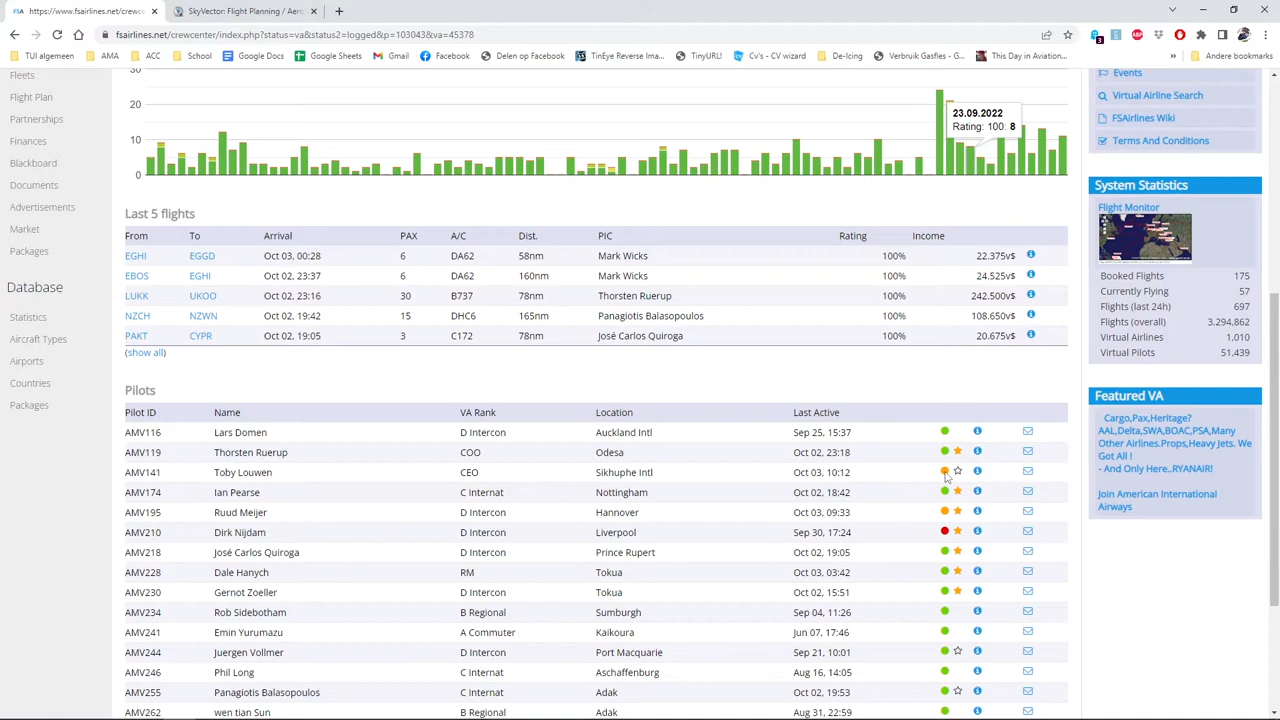 https://www.fsairlines.net/crewcen
SkyVector: Flight Planning / Aero
fsairlines.net/crewcenter/index.php?status=va&status2=logged&p=103043&va=45378
TUI algemeen AMA ACC School Google Docs Google Sheets Gmail Facebook Delen op Facebook TinEye Reverse Ima... TinyURL! Cv's - CV wizard De-Icing Verbruik Gasfles - G... This Day in Aviation... » Andere bookmarks
Fleets
Flight Plan
Partnerships
Finances
Blackboard
Documents
Advertisements
Market
Packages
Database
Statistics
Aircraft Types
Airports
Countries
Packages
30
20
10
0
23.09.2022
Rating: 100: 8
Last 5 flights
From To Arrival PAX A/C Dist. PIC Rating Income
EGHI EGGD Oct 03, 00:28 6 DA62 58nm Mark Wicks 100% 22.375v$
EBOS EGHI Oct 02, 23:37 6 DA62 160nm Mark Wicks 100% 24.525v$
LUKK UKOO Oct 02, 23:16 30 B737 78nm Thorsten Ruerup 100% 242.500v$
NZCH NZWN Oct 02, 19:42 15 DHC6 165nm Panagiotis Balasopoulos 100% 108.650v$
PAKT CYPR Oct 02, 19:05 3 C172 78nm José Carlos Quiroga 100% 20.675v$
(show all)
Pilots
Pilot ID Name VA Rank Location Last Active
AMV116 Lars Domen D Intercon Auckland Intl Sep 25, 15:37
AMV119 Thorsten Ruerup COO Odesa Oct 02, 23:18
AMV141 Toby Louwen CEO Sikhuphe Intl Oct 03, 10:12
AMV174 Ian Pearse C Internat Nottingham Oct 02, 18:42
AMV195 Ruud Meijer D Intercon Hannover Oct 03, 09:33
AMV210 Dirk Nijdam D Intercon Liverpool Sep 30, 17:24
AMV218 José Carlos Quiroga D Intercon Prince Rupert Oct 02, 19:05
AMV228 Dale Hanych RM Tokua Oct 03, 03:42
AMV230 Gernot Zoeller D Intercon Tokua Oct 02, 15:51
AMV234 Rob Sidebotham B Regional Sumburgh Sep 04, 11:26
AMV241 Emin Yurumazu A Commuter Kaikoura Jun 07, 17:46
AMV244 Juergen Vollmer D Intercon Port Macquarie Sep 21, 10:01
AMV246 Phil Long C Internat Aschaffenburg Aug 16, 14:05
AMV255 Panagiotis Balasopoulos C Internat Adak Oct 02, 19:53
AMV262 wen tian Sun B Regional Adak Aug 31, 22:59
Events
Virtual Airline Search
FSAirlines Wiki
Terms And Conditions
System Statistics
Flight Monitor
Booked Flights 175
Currently Flying 57
Flights (last 24h) 697
Flights (overall) 3,294,862
Virtual Airlines 1,010
Virtual Pilots 51,439
Featured VA
Cargo,Pax,Heritage?
AAL,Delta,SWA,BOAC,PSA,Many
Other Airlines.Props,Heavy Jets. We
Got All !
- And Only Here..RYANAIR!
Join American International
Airways